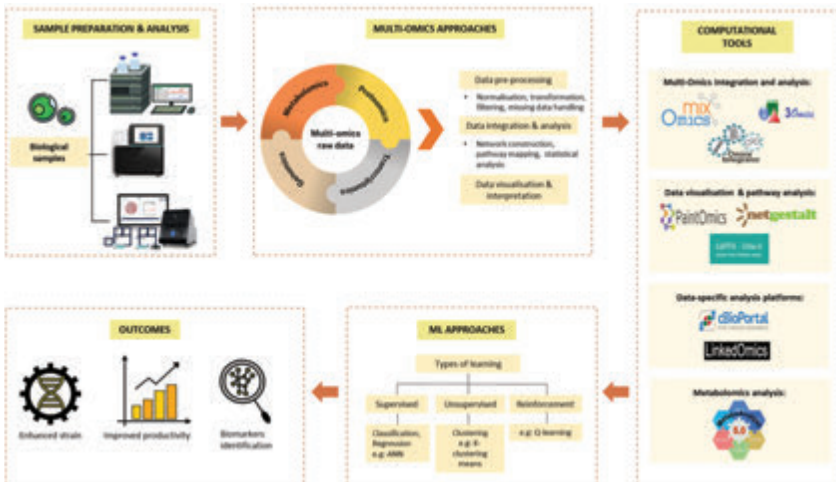 SAMPLE PREPARATION & ANALYSIS
Biological
samples
MULTI-OMICS APPROACHES
Metabolomics
Proteomics
Genomics
Transcriptomics
Multi-omics
raw data
Data pre-processing
• Normalisation, transformation,
filtering, missing data handling
Data integration & analysis
• Network construction,
pathway mapping, statistical
analysis
Data visualisation &
interpretation
COMPUTATIONAL
TOOLS
Multi-Omics Integration and analysis:
mix
Omics
3Omics
Omics
Integrator
Data visualisation & pathway analysis:
PaintOmics
netgestalt
Data-specific analysis platforms:
cBioPortal
LinkedOmics
Metabolomics analysis:
5.0
ML APPROACHES
Types of learning
Supervised
Unsupervised
Reinforcement
Classification,
Regression
e.g: ANN
Clustering
e.g: K-
clustering
means
e.g: Q-learning
OUTCOMES
Enhanced strain
Improved productivity
Biomarkers
identification